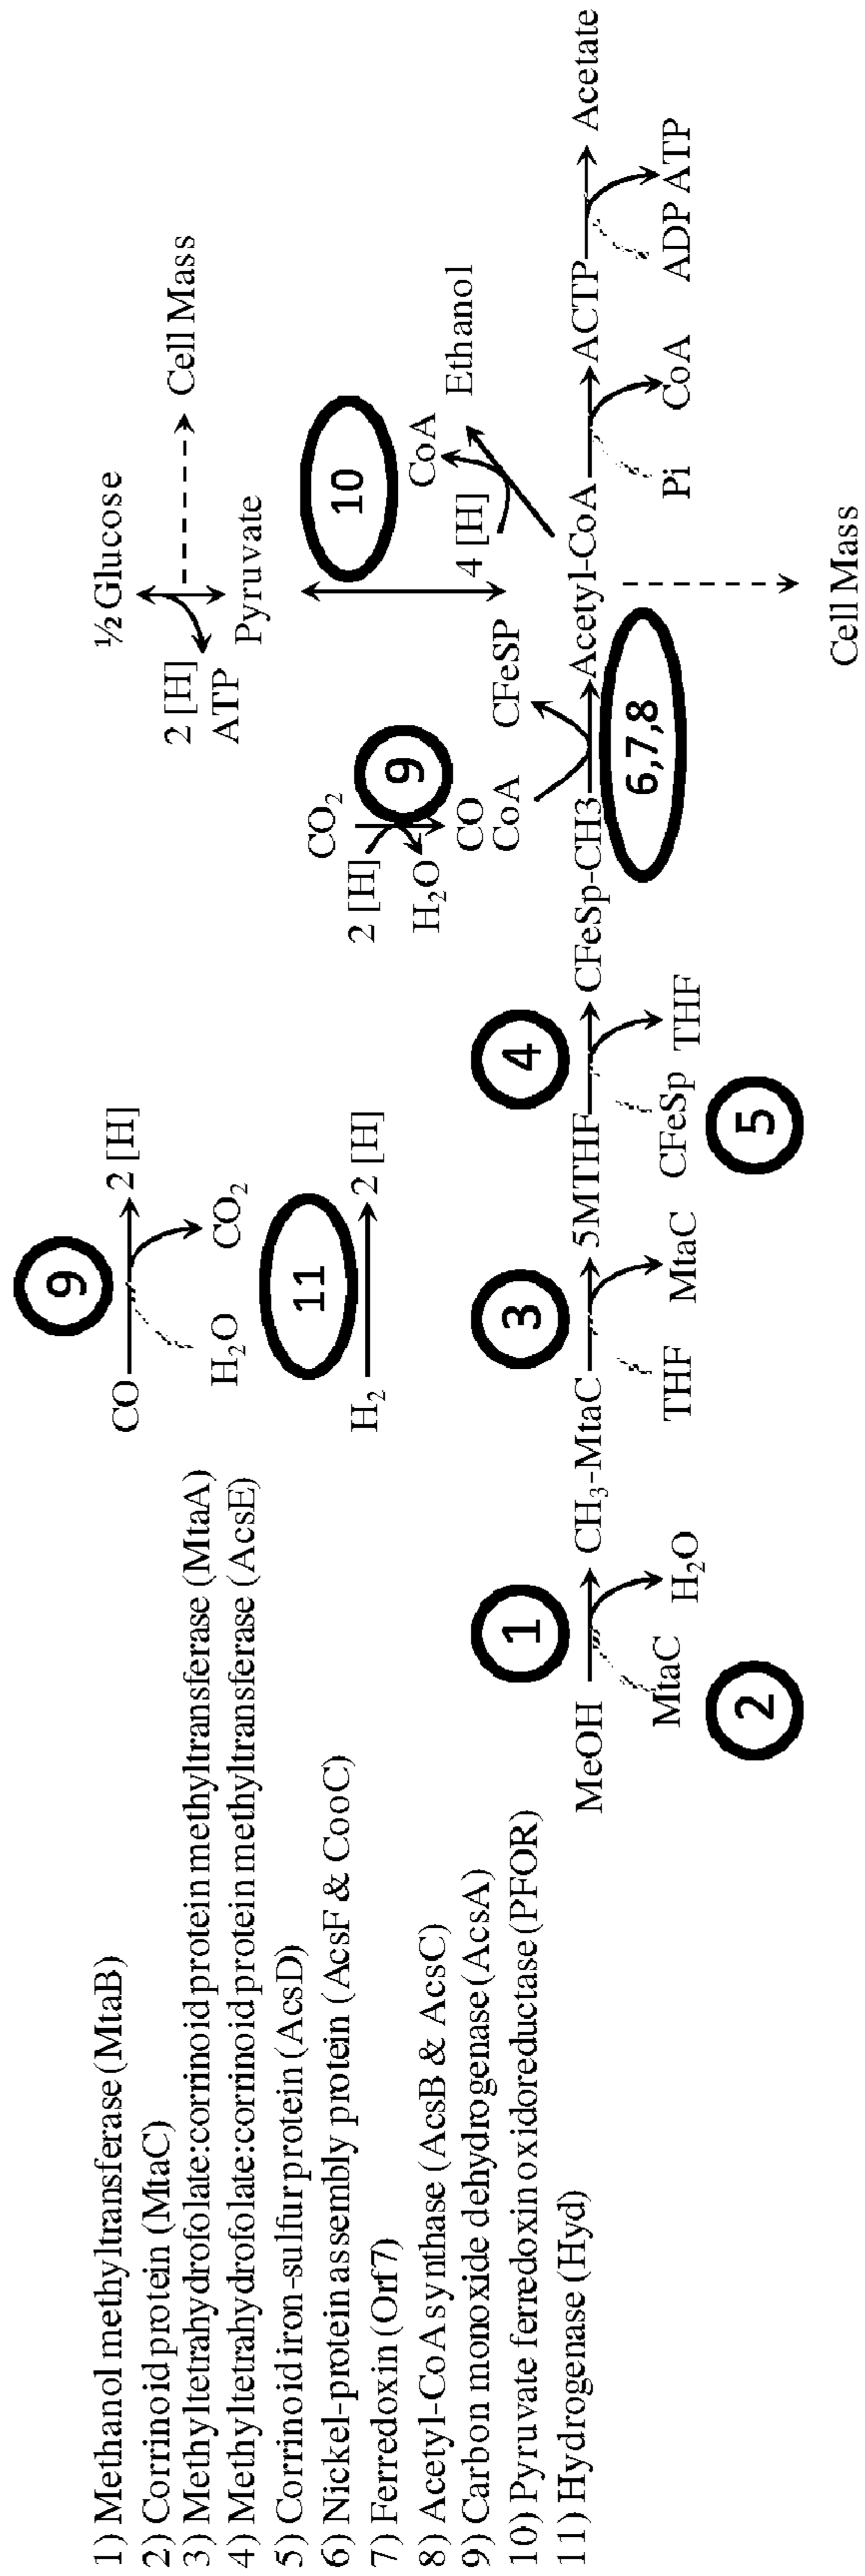 1) Methanol methyltransferase (MtaB)
2) Corrinoid protein (MtaC)
3) Methyltetrahydrofolate:corrinoid protein methyltransferase (MtaA)
4) Methyltetrahydrofolate:corrinoid protein methyltransferase (AcsE)
5) Corrinoid iron-sulfur protein (AcsD)
6) Nickel-protein assembly protein (AcsF & CooC)
7) Ferredoxin (Orf7)
8) Acetyl-CoA synthase (AcsB & AcsC)
9) Carbon monoxide dehydrogenase (AcsA)
10) Pyruvate ferredoxin oxidoreductase (PFOR)
11) Hydrogenase (Hyd)
9
CO 2 [H]
H₂O CO₂
11
H₂ 2 [H]
½ Glucose
2 [H]
ATP
Cell Mass
Pyruvate
10
CO₂
2 [H]
9
H₂O
CO
CoA
CFeSP
4 [H]
CoA
Ethanol
1
3
4
MeOH CH₃-MtaC 5MTHF CFeSp-CH3 Acetyl-CoA ACTP Acetate
MtaC H₂O THF MtaC CFeSp THF Pi CoA ADP ATP
6,7,8
2
5
Cell Mass